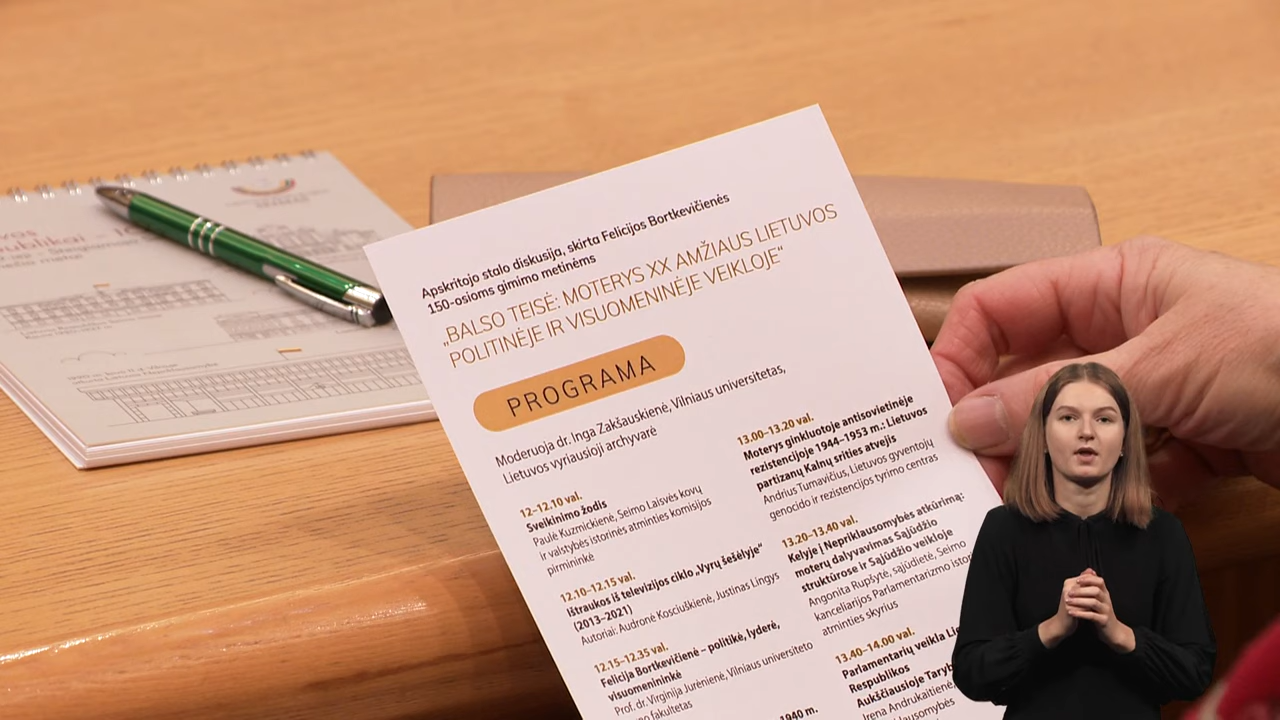 Apskritojo stalo diskusija, skirta Felicijos Bortkevičienės
150-osioms gimimo metinėms
„BALSO TEISĖ: MOTERYS XX AMŽIAUS LIETUVOS
POLITINĖJE IR VISUOMENINĖJE VEIKLOJE“
PROGRAMA
Moderuoja dr. Inga Zakšauskienė, Vilniaus universitetas,
Lietuvos vyriausioji archyvarė
12–12.10 val.
Sveikinimo žodis
Paulė Kuzmickienė, Seimo Laisvės kovų
ir valstybės istorinės atminties komisijos
pirmininkė
12.10–12.15 val.
Ištraukos iš televizijos ciklo „Vyrų šešėlyje“
(2013–2021)
Autoriai: Audronė Kosciuškienė, Justinas Lingys
12.15–12.35 val.
Felicija Bortkevičienė – politikė, lyderė,
visuomenininkė
Prof. dr. Virginija Jurėnienė, Vilniaus universiteto
no fakultetas
1940 m.
13.00–13.20 val.
Moterys ginkluotoje antisovietinėje
rezistencijoje 1944–1953 m.: Lietuvos
partizanų Kalnų srities atvejis
Andrius Tumavičius, Lietuvos gyventojų
genocido ir rezistencijos tyrimo centras
13.20–13.40 val.
Kelyje į Nepriklausomybės atkūrimą:
moterų dalyvavimas Sąjūdžio
struktūrose ir Sąjūdžio veikloje
Angonita Rupšytė, sąjūdietė, Seimo
kanceliarijos Parlamentarizmo istor
atminties skyrius
13.40–14.00 val.
Parlamentarių veikla Li
Respublikos
Aukščiausioje Taryb
Irena Andrukaitienė